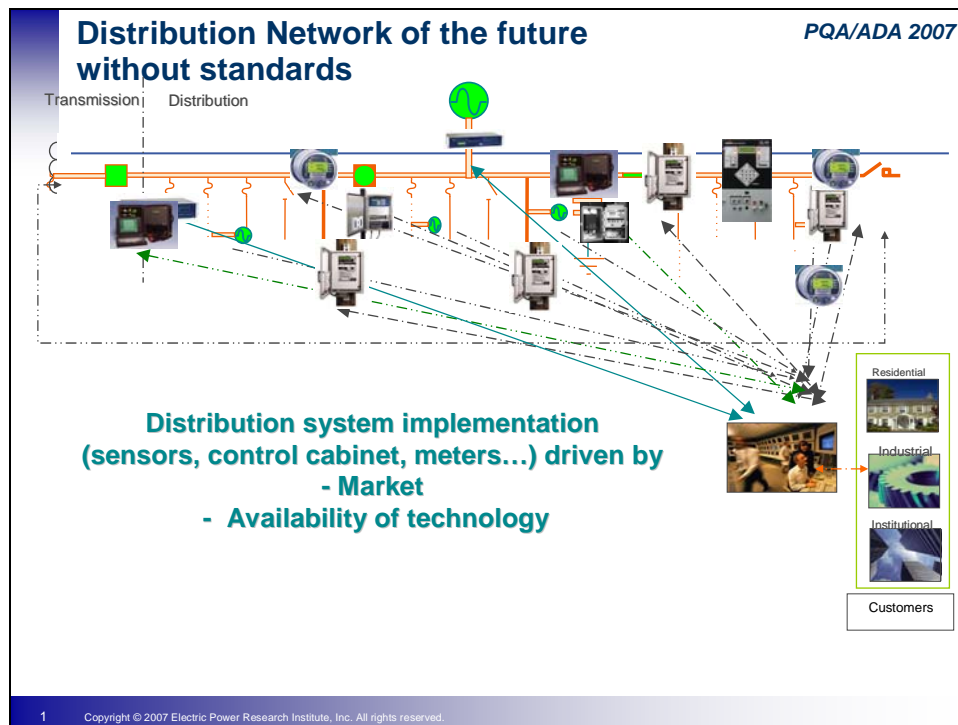 Distribution Network of the future
without standards
PQA/ADA 2007
Transmission
Distribution
Residential
Industrial
Institutional
Customers
Distribution system implementation
(sensors, control cabinet, meters…) driven by
- Market
- Availability of technology
1 Copyright © 2007 Electric Power Research Institute, Inc. All rights reserved.